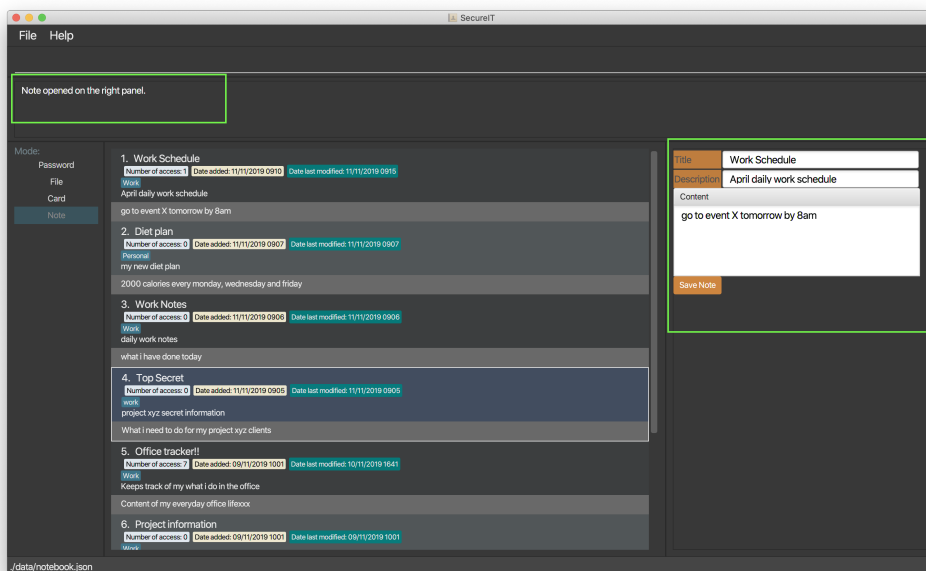 SecureIT
File Help
Note opened on the right panel.
Mode:
Password
File
Card
Note
1. Work Schedule
Number of access: 1 Date added: 11/11/2019 0910 Date last modified: 11/11/2019 0915
Work
April daily work schedule
go to event X tomorrow by 8am
2. Diet plan
Number of access: 0 Date added: 11/11/2019 0907 Date last modified: 11/11/2019 0907
Personal
my new diet plan
2000 calories every monday, wednesday and friday
3. Work Notes
Number of access: 0 Date added: 11/11/2019 0906 Date last modified: 11/11/2019 0906
Work
daily work notes
what i have done today
4. Top Secret
Number of access: 0 Date added: 11/11/2019 0905 Date last modified: 11/11/2019 0905
work
project xyz secret information
What i need to do for my project xyz clients
5. Office tracker!!
Number of access: 7 Date added: 09/11/2019 1001 Date last modified: 10/11/2019 1641
Work
Keeps track of my what i do in the office
Content of my everyday office lifexxx
6. Project information
Number of access: 0 Date added: 09/11/2019 1001 Date last modified: 09/11/2019 1001
Work
Title Work Schedule
Description April daily work schedule
Content
go to event X tomorrow by 8am
Save Note
./data/notebook.json